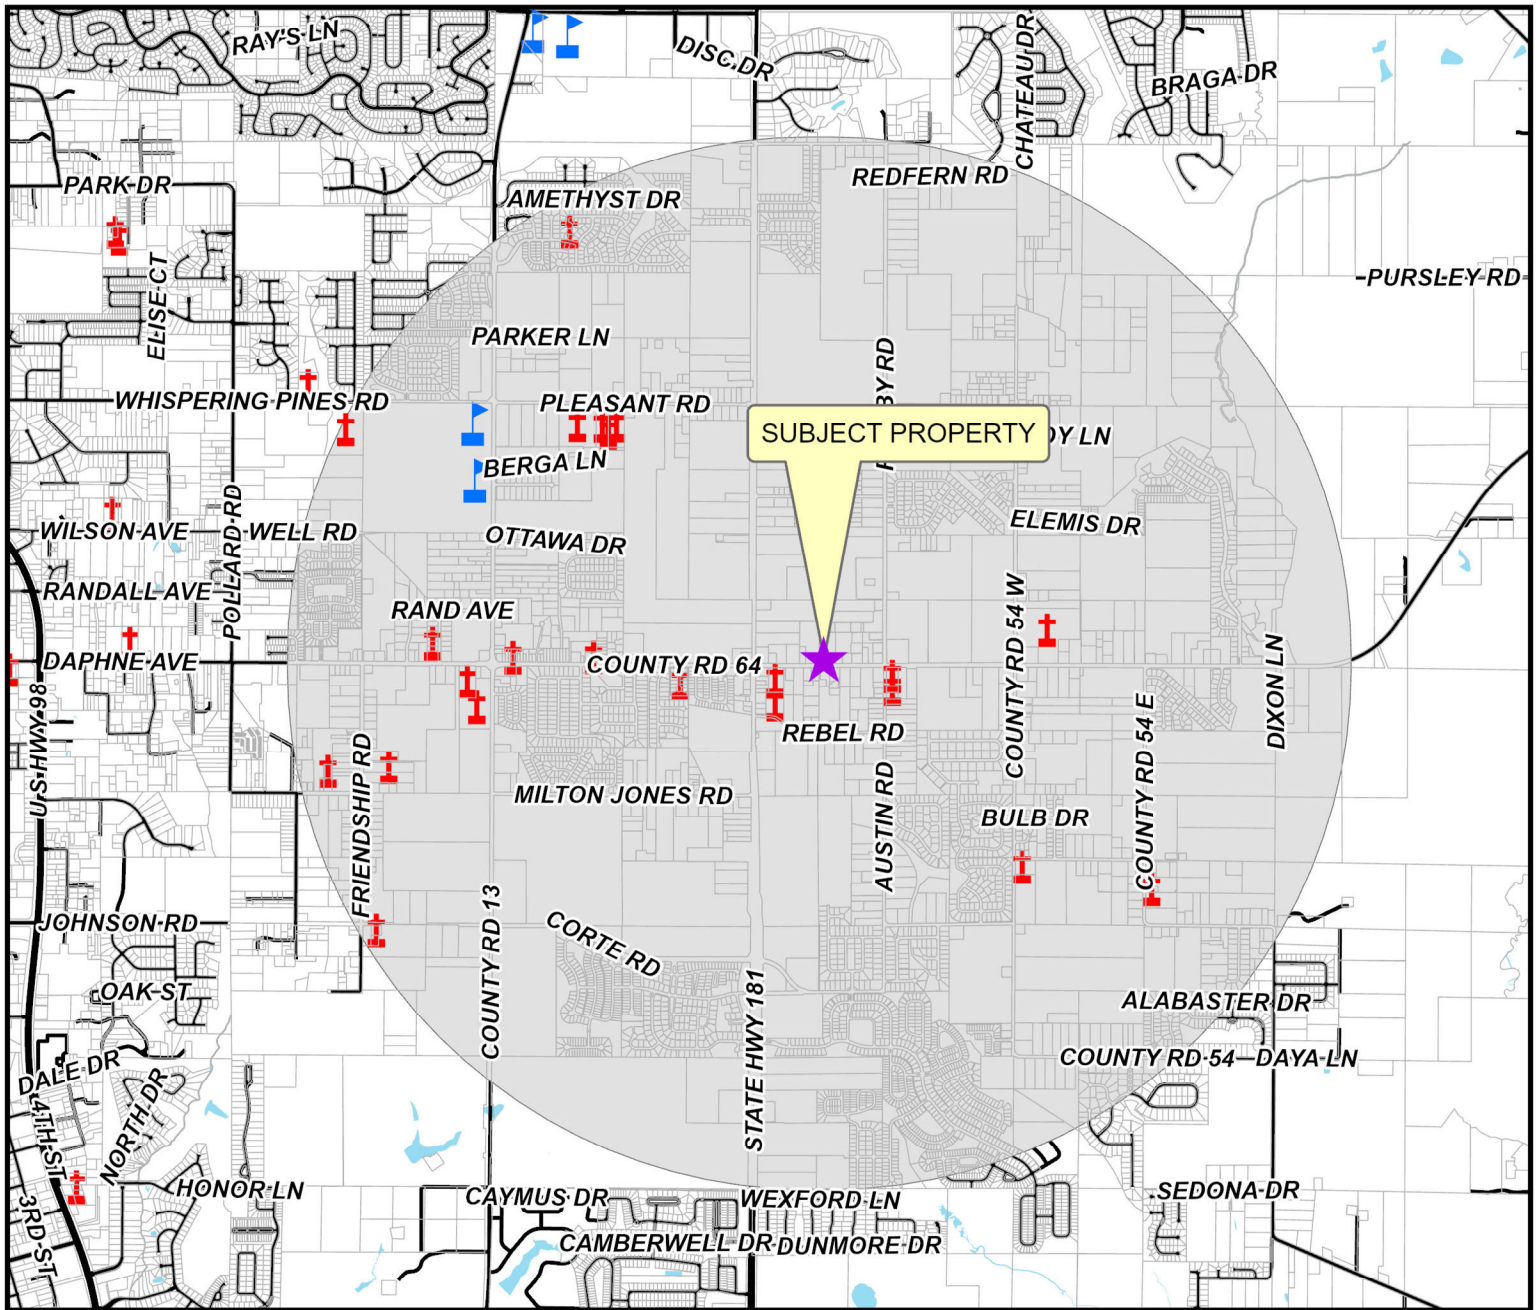 RAY'S LN
DISC DR
CHATEAU DR
BRAGA DR
PARK DR
REDFERN RD
AMETHYST DR
ELISE CT
PURSLEY RD
PARKER LN
BY RD
WHISPERING PINES RD
PLEASANT RD
SUBJECT PROPERTY
OY LN
BERGA LN
POLLARD RD
WILSON AVE
WELL RD
OTTAWA DR
ELEMIS DR
RANDALL AVE
RAND AVE
COUNTY RD 54 W
DAPHNE AVE
COUNTY RD 64
DIXON LN
U S HWY 98
REBEL RD
COUNTY RD 54 E
FRIENDSHIP RD
MILTON JONES RD
AUSTIN RD
BULB DR
JOHNSON RD
COUNTY RD 13
CORTE RD
OAK ST
STATE HWY 181
ALABASTER DR
DALE DR
COUNTY RD 54
DAYA LN
4TH ST
NORTH DR
3RD ST
HONOR LN
CAYMUS DR
WEXFORD LN
SEDONA DR
CAMBERWELL DR
DUNMORE DR